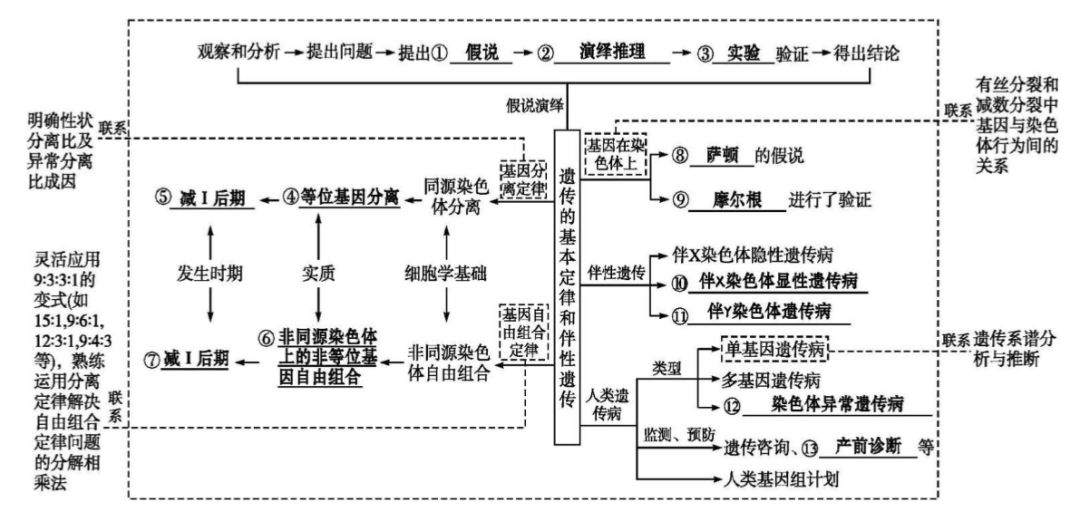 观察和分析→提出问题→提出① 假说 →② 演绎推理 →③ 实验 验证→得出结论
假说演绎
明确性状
分离比及
异常分离
比成因
联系
基因分
离定律
⑤ 减Ⅰ后期 ←④等位基因分离←同源染色
体分离
发生时期
实质
细胞学基础
⑦ 减Ⅰ后期
⑥ 非同源染色体
上的非等位基
因自由组合
非同源染色
体自由组合
基因自
由组合
定律
灵活应用
9∶3∶3∶1的
变式(如
15∶1,9∶6∶1,
12∶3∶1,9∶4∶3
等)，熟练
运用分离
定律解决
自由组合
定律问题
的分解相
乘法
联系
遗传的基本定律和伴性遗传
基因在染
色体上
联系
有丝分裂和
减数分裂中
基因与染色
体行为间的
关系
⑧ 萨顿 的假说
⑨ 摩尔根 进行了验证
伴性遗传
伴X染色体隐性遗传病
⑩ 伴X染色体显性遗传病
⑪ 伴Y染色体遗传病
人类遗
传病
类型
单基因遗传病
联系
遗传系谱分
析与推断
多基因遗传病
⑫ 染色体异常遗传病
监测、预防
遗传咨询、⑬ 产前诊断 等
人类基因组计划